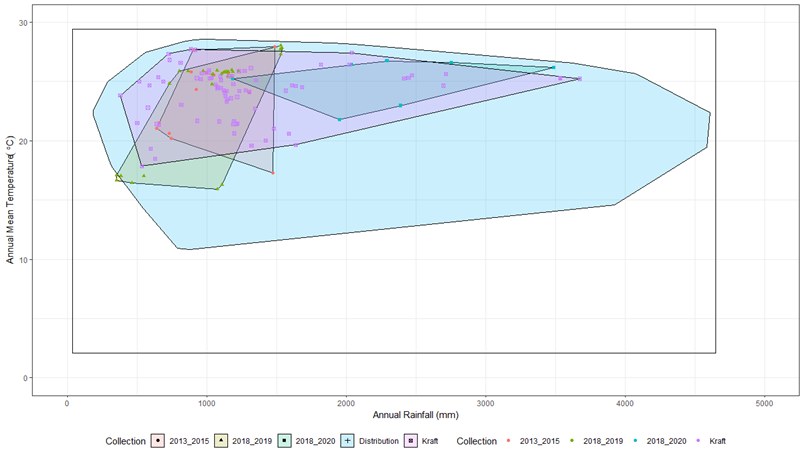 30
20
10
0
Annual Mean Temperature( °C)
0 1000 2000 3000 4000 5000
Annual Rainfall (mm)
Collection 2013_2015 2018_2019 2018_2020 Distribution Kraft Collection 2013_2015 2018_2019 2018_2020 Kraft